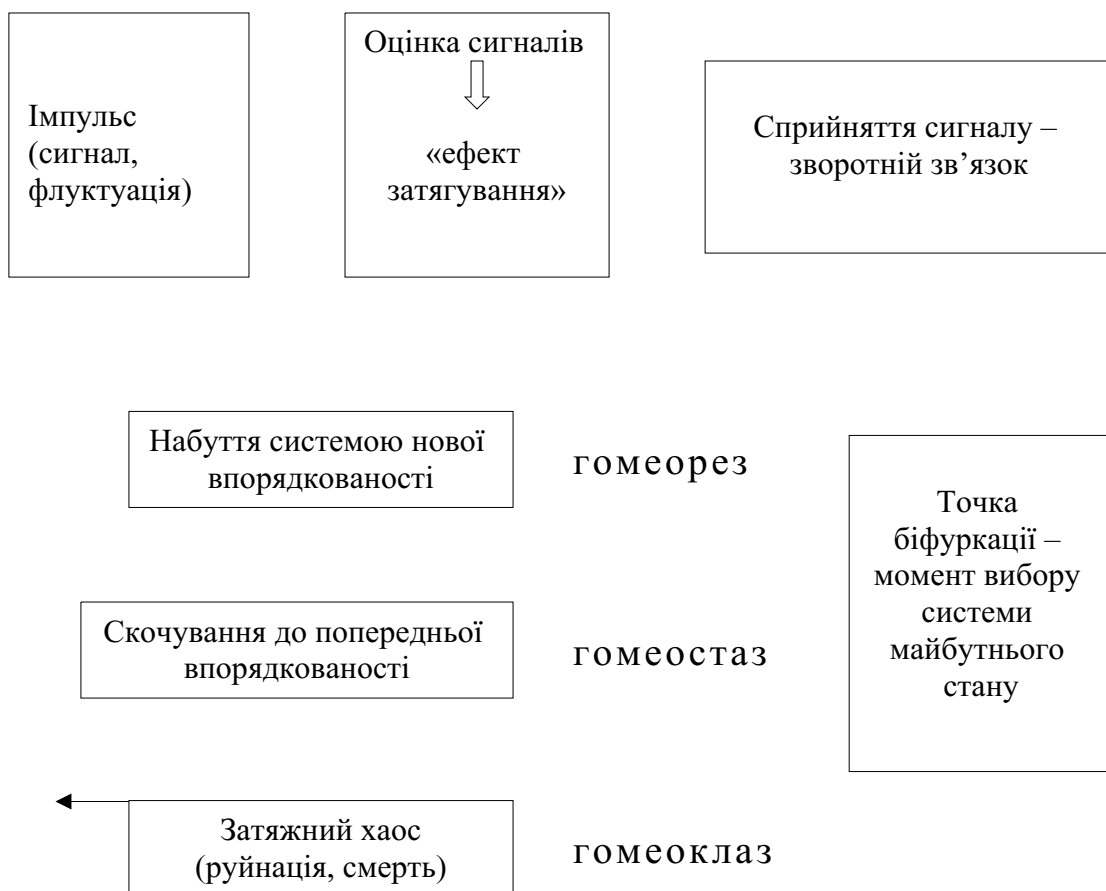 Імпульс
(сигнал,
флуктуація)
Оцінка сигналів
«ефект
затягування»
Сприйняття сигналу –
зворотній зв’язок
Набуття системою нової
впорядкованості
гомеорез
Точка
біфуркації –
момент вибору
системи
майбутнього
стану
Скочування до попередньої
впорядкованості
гомеостаз
Затяжний хаос
(руйнація, смерть)
гомеоклаз